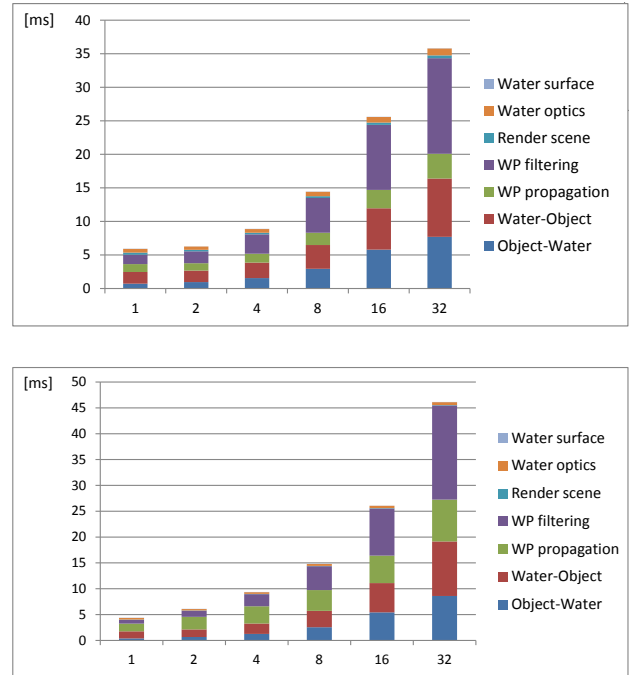 [ms]
40
35
30
25
20
15
10
5
0
1 2 4 8 16 32
Water surface
Water optics
Render scene
WP filtering
WP propagation
Water-Object
Object-Water
[ms]
50
45
40
35
30
25
20
15
10
5
0
1 2 4 8 16 32
Water surface
Water optics
Render scene
WP filtering
WP propagation
Water-Object
Object-Water